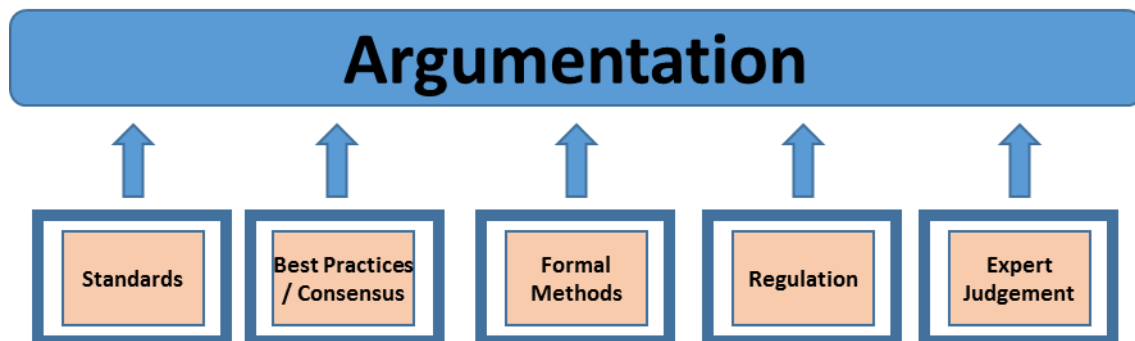 Argumentation
Standards
Best Practices
/ Consensus
Formal
Methods
Regulation
Expert
Judgement